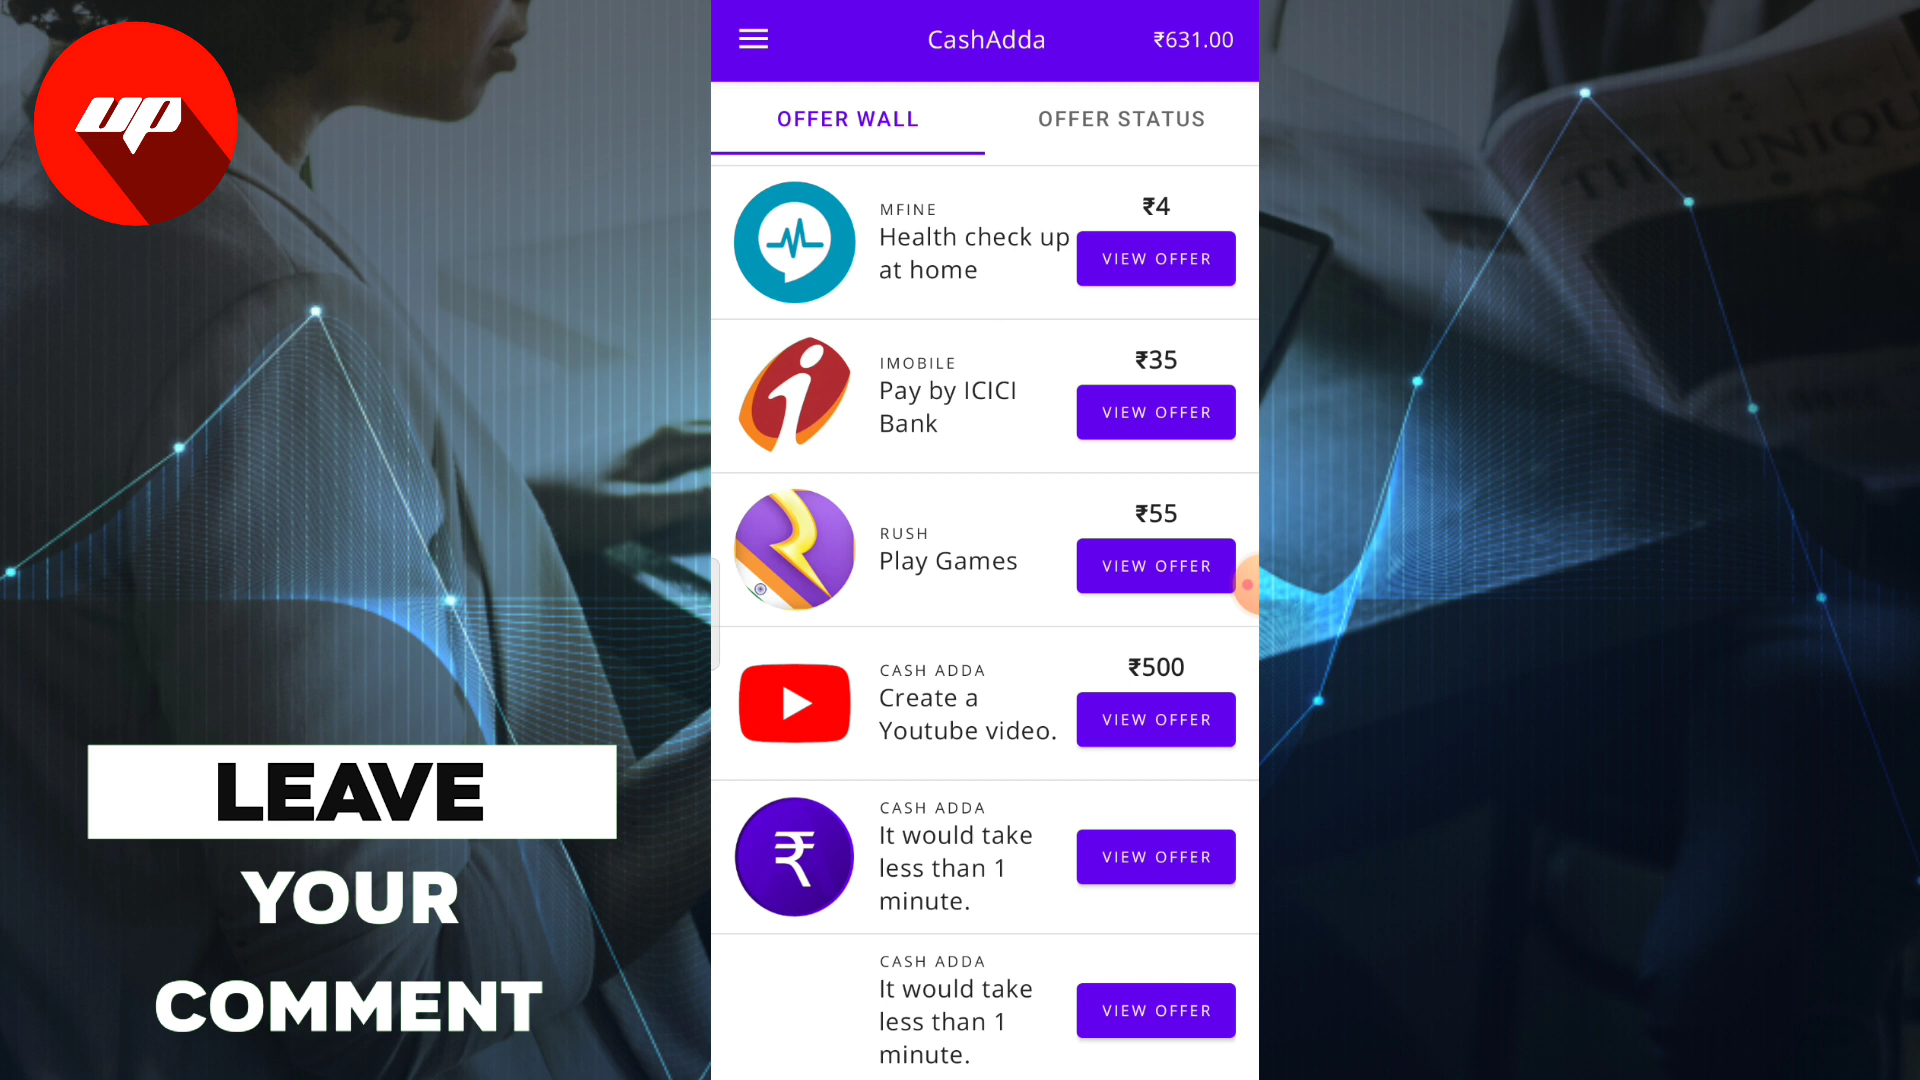 UP
CashAdda
₹631.00
OFFER WALL
OFFER STATUS
MFINE
Health check up
at home
₹4
VIEW OFFER
IMOBILE
Pay by ICICI
Bank
₹35
VIEW OFFER
RUSH
Play Games
₹55
VIEW OFFER
CASH ADDA
Create a
Youtube video.
₹500
VIEW OFFER
CASH ADDA
It would take
less than 1
minute.
VIEW OFFER
CASH ADDA
It would take
less than 1
minute.
VIEW OFFER
LEAVE
YOUR
COMMENT
THE UNIQU